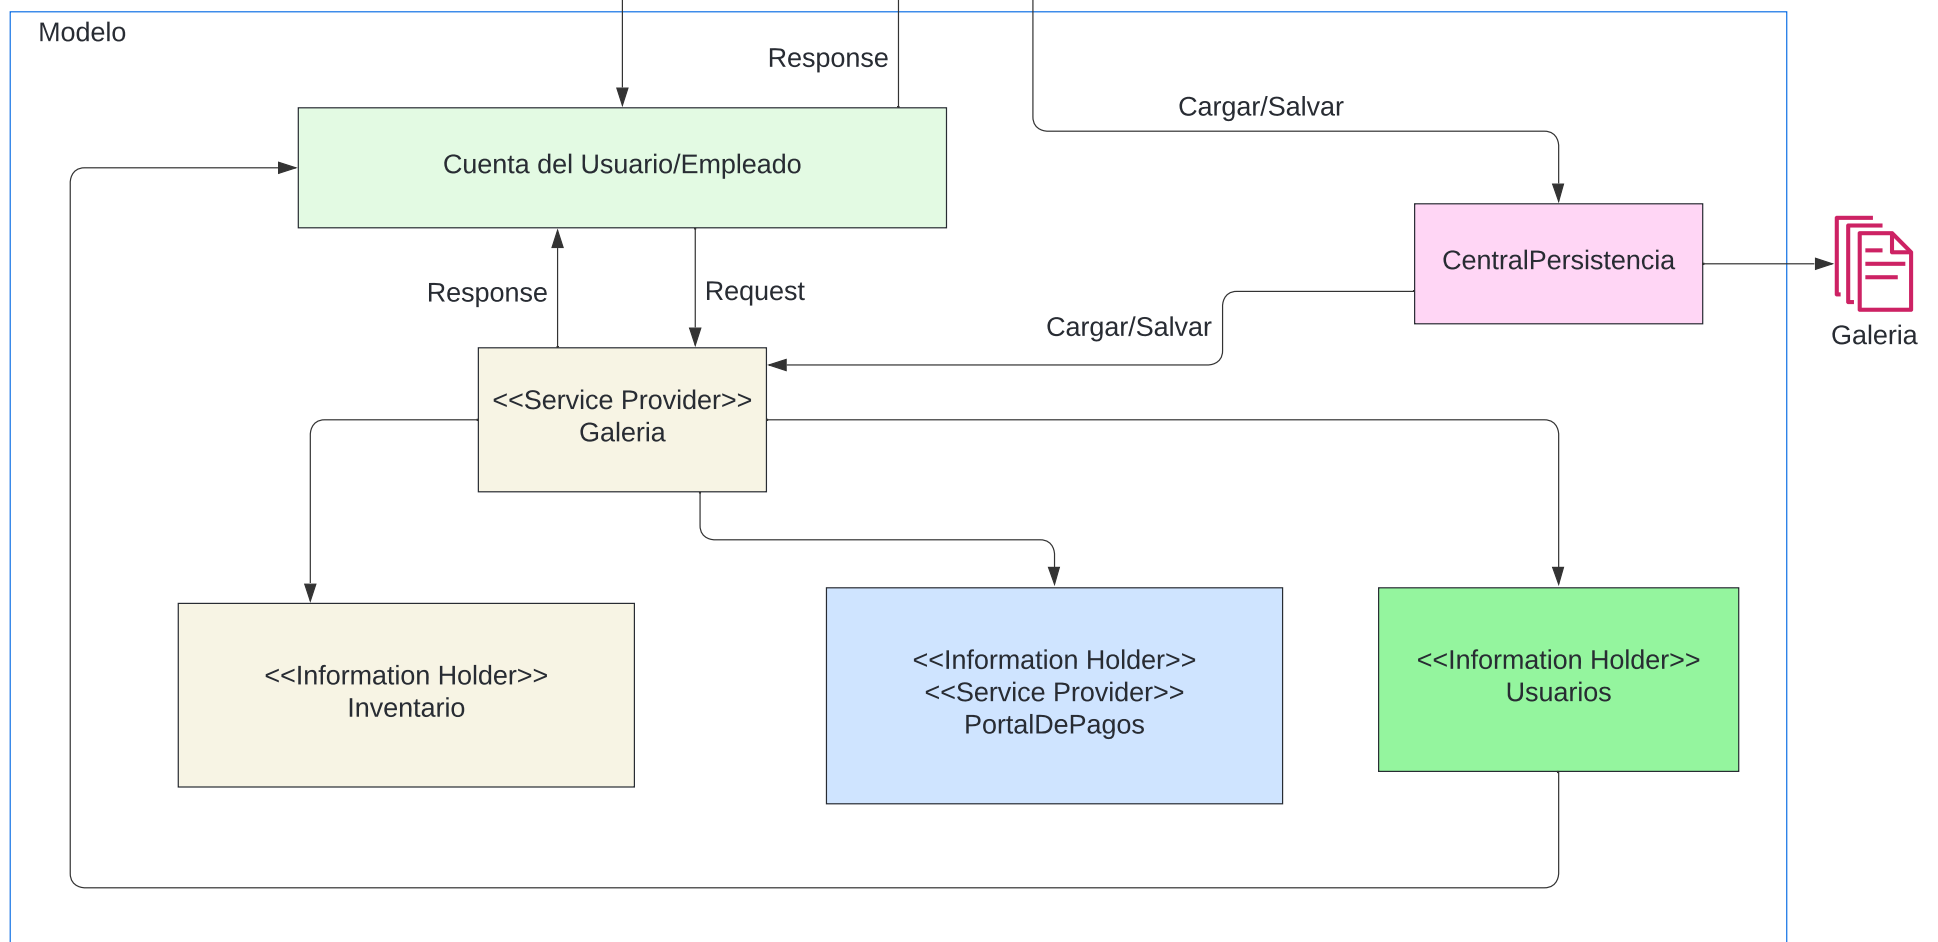 Modelo
Response
Cargar/Salvar
Cuenta del Usuario/Empleado
CentralPersistencia
Response
Request
Cargar/Salvar
Galeria
<<Service Provider>>
Galeria
<<Information Holder>>
Inventario
<<Information Holder>>
<<Service Provider>>
PortalDePagos
<<Information Holder>>
Usuarios